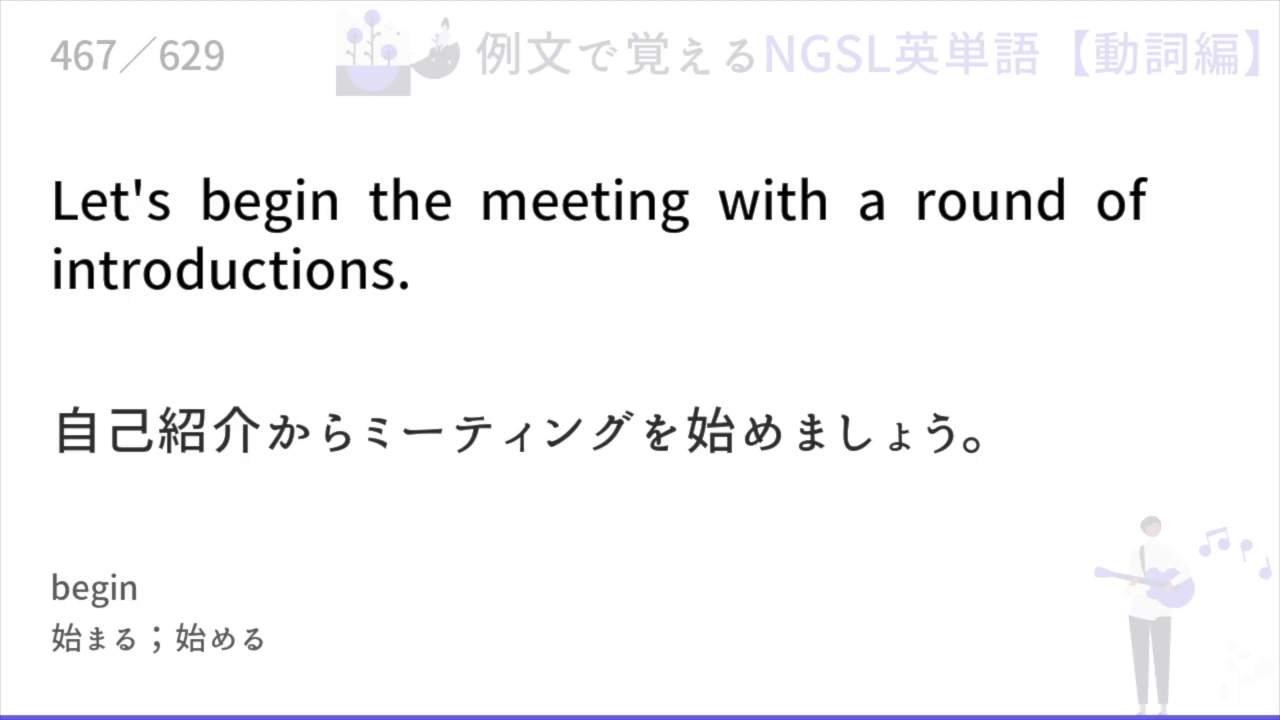 467／629
例文で覚えるNGSL英単語【動詞編】
Let's begin the meeting with a round of
introductions.
自己紹介からミーティングを始めましょう。
begin
始まる；始める